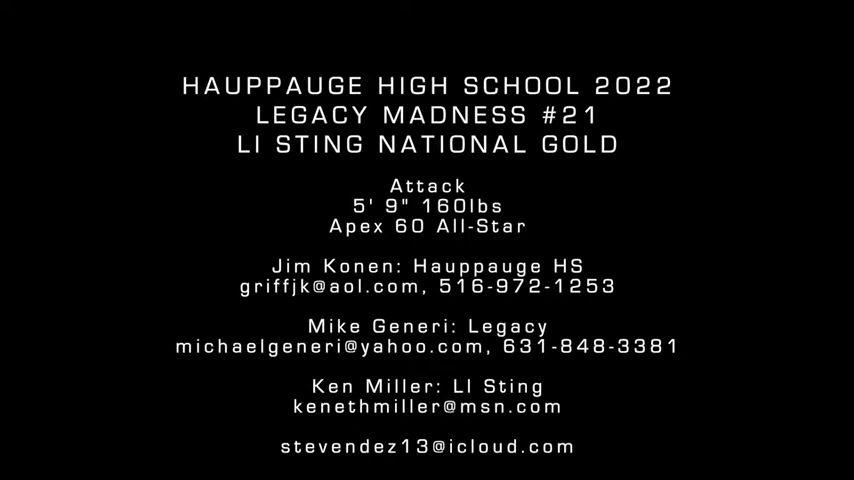 HAUPPAUGE HIGH SCHOOL 2022
LEGACY MADNESS #21
LI STING NATIONAL GOLD
Attack
5' 9" 160lbs
Apex 60 All-Star
Jim Konen: Hauppauge HS
griffjk@aol.com, 516-972-1253
Mike Generi: Legacy
michaelgeneri@yahoo.com, 631-848-3381
Ken Miller: LI Sting
kenethmiller@msn.com
stevendez13@icloud.com